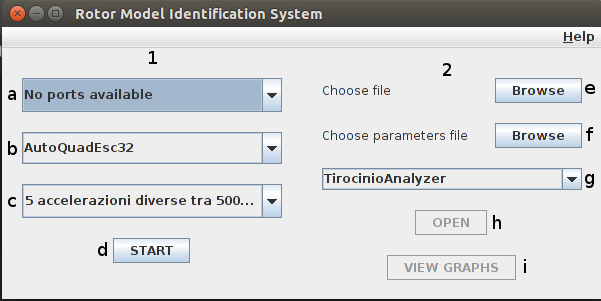 Rotor Model Identification System
Help
1
a No ports available
b AutoQuadEsc32
c 5 accelerazioni diverse tra 500...
d START
2
Choose file Browse e
Choose parameters file Browse f
TirocinioAnalyzer g
OPEN h
VIEW GRAPHS i